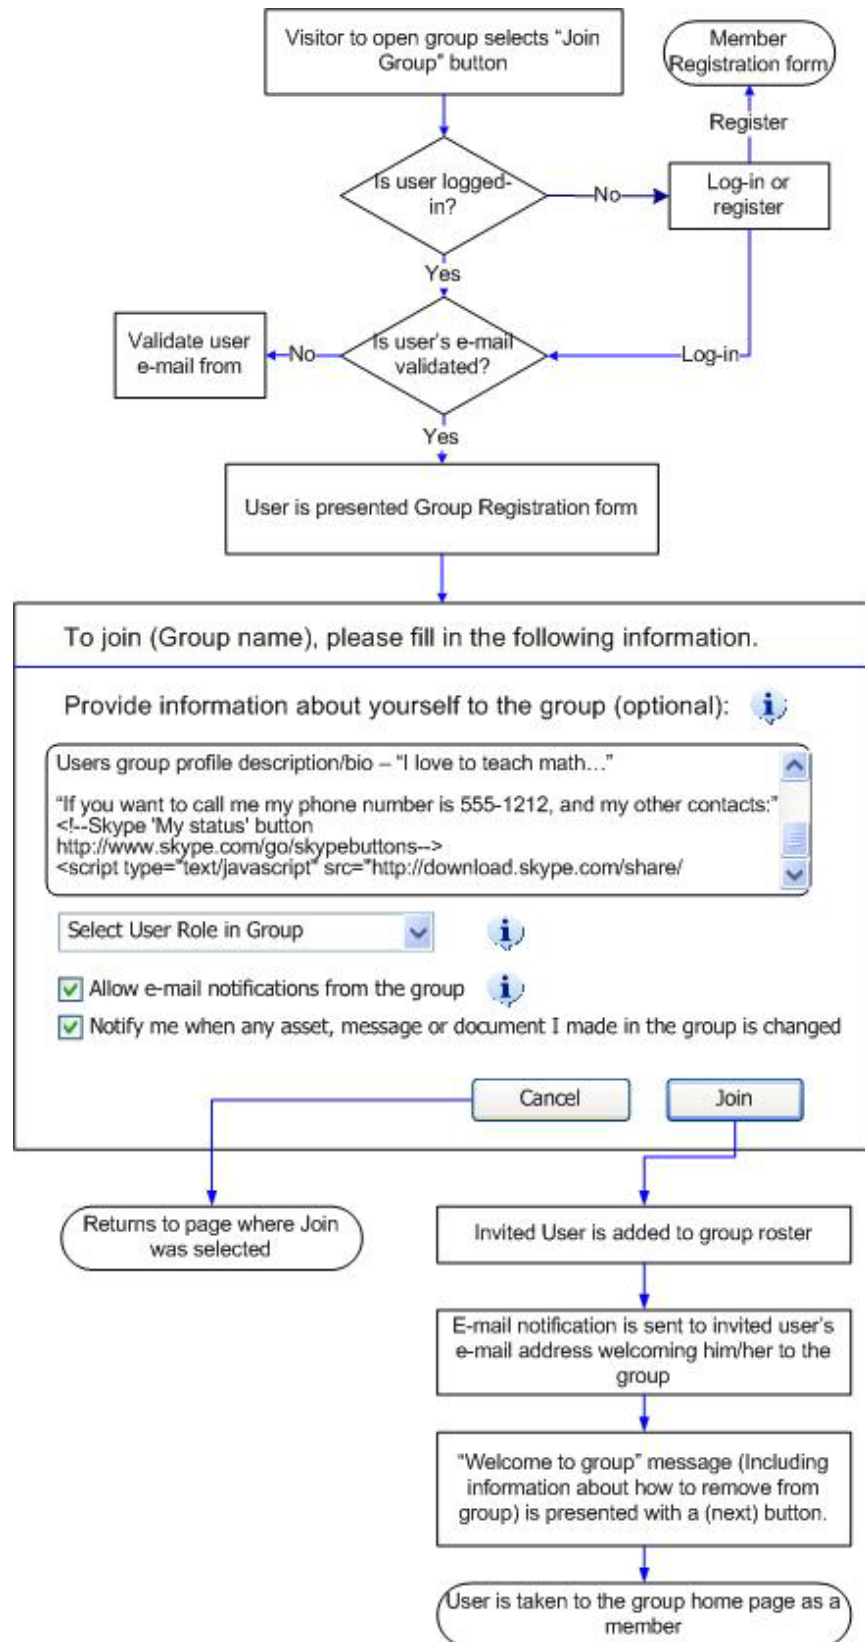 Visitor to open group selects “Join
Group” button
Member
Registration form
Register
Is user logged-
in?
No
Log-in or
register
Yes
Validate user
e-mail from
No
Is user’s e-mail
validated?
Log-in
Yes
User is presented Group Registration form
To join (Group name), please fill in the following information.
Provide information about yourself to the group (optional):
Users group profile description/bio – “I love to teach math…”
“If you want to call me my phone number is 555-1212, and my other contacts:”
<!--Skype 'My status' button
http://www.skype.com/go/skypebuttons-->
<script type="text/javascript" src="http://download.skype.com/share/
Select User Role in Group
Allow e-mail notifications from the group
Notify me when any asset, message or document I made in the group is changed
Cancel
Join
Returns to page where Join
was selected
Invited User is added to group roster
E-mail notification is sent to invited user’s
e-mail address welcoming him/her to the
group
“Welcome to group” message (Including
information about how to remove from
group) is presented with a (next) button.
User is taken to the group home page as a
member